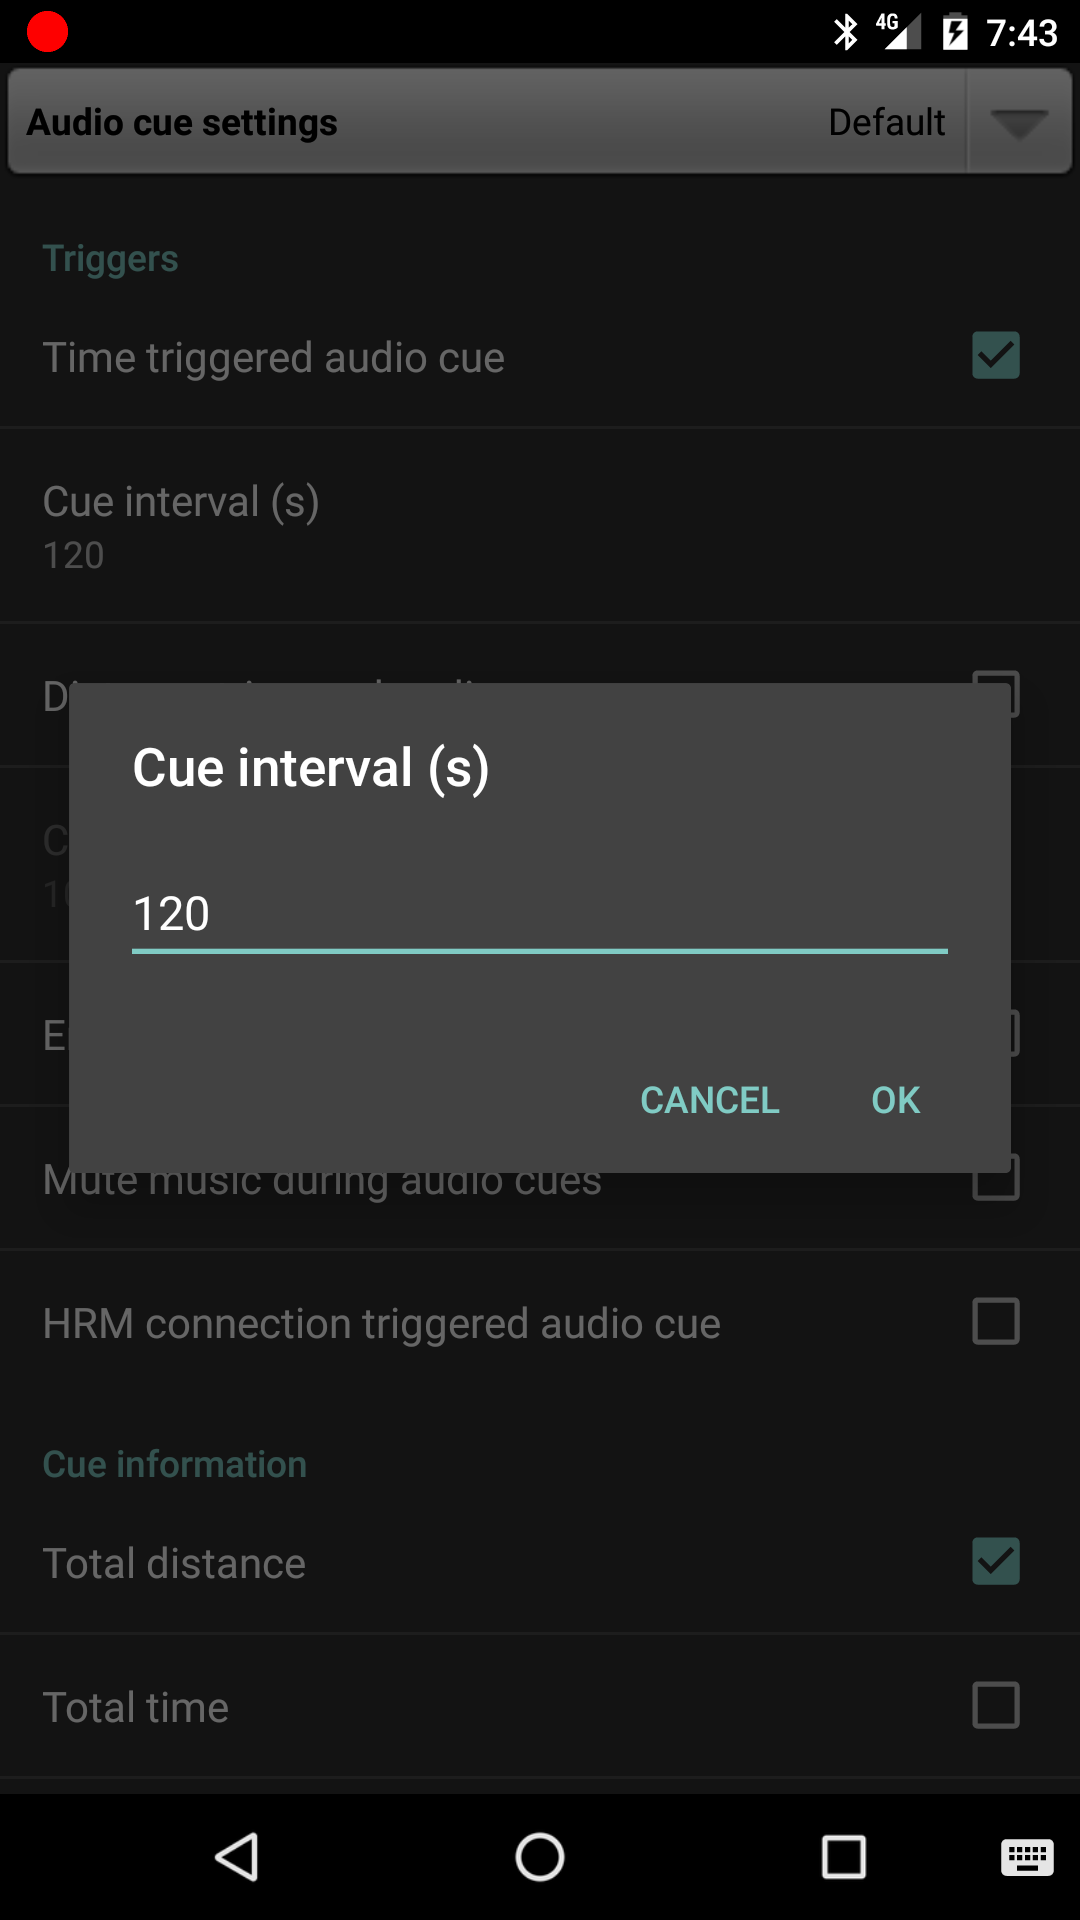 4G 7:43
Audio cue settings Default
Triggers
Time triggered audio cue
Cue interval (s)
120
Cue interval (s)
120
CANCEL OK
Mute music during audio cues
HRM connection triggered audio cue
Cue information
Total distance
Total time